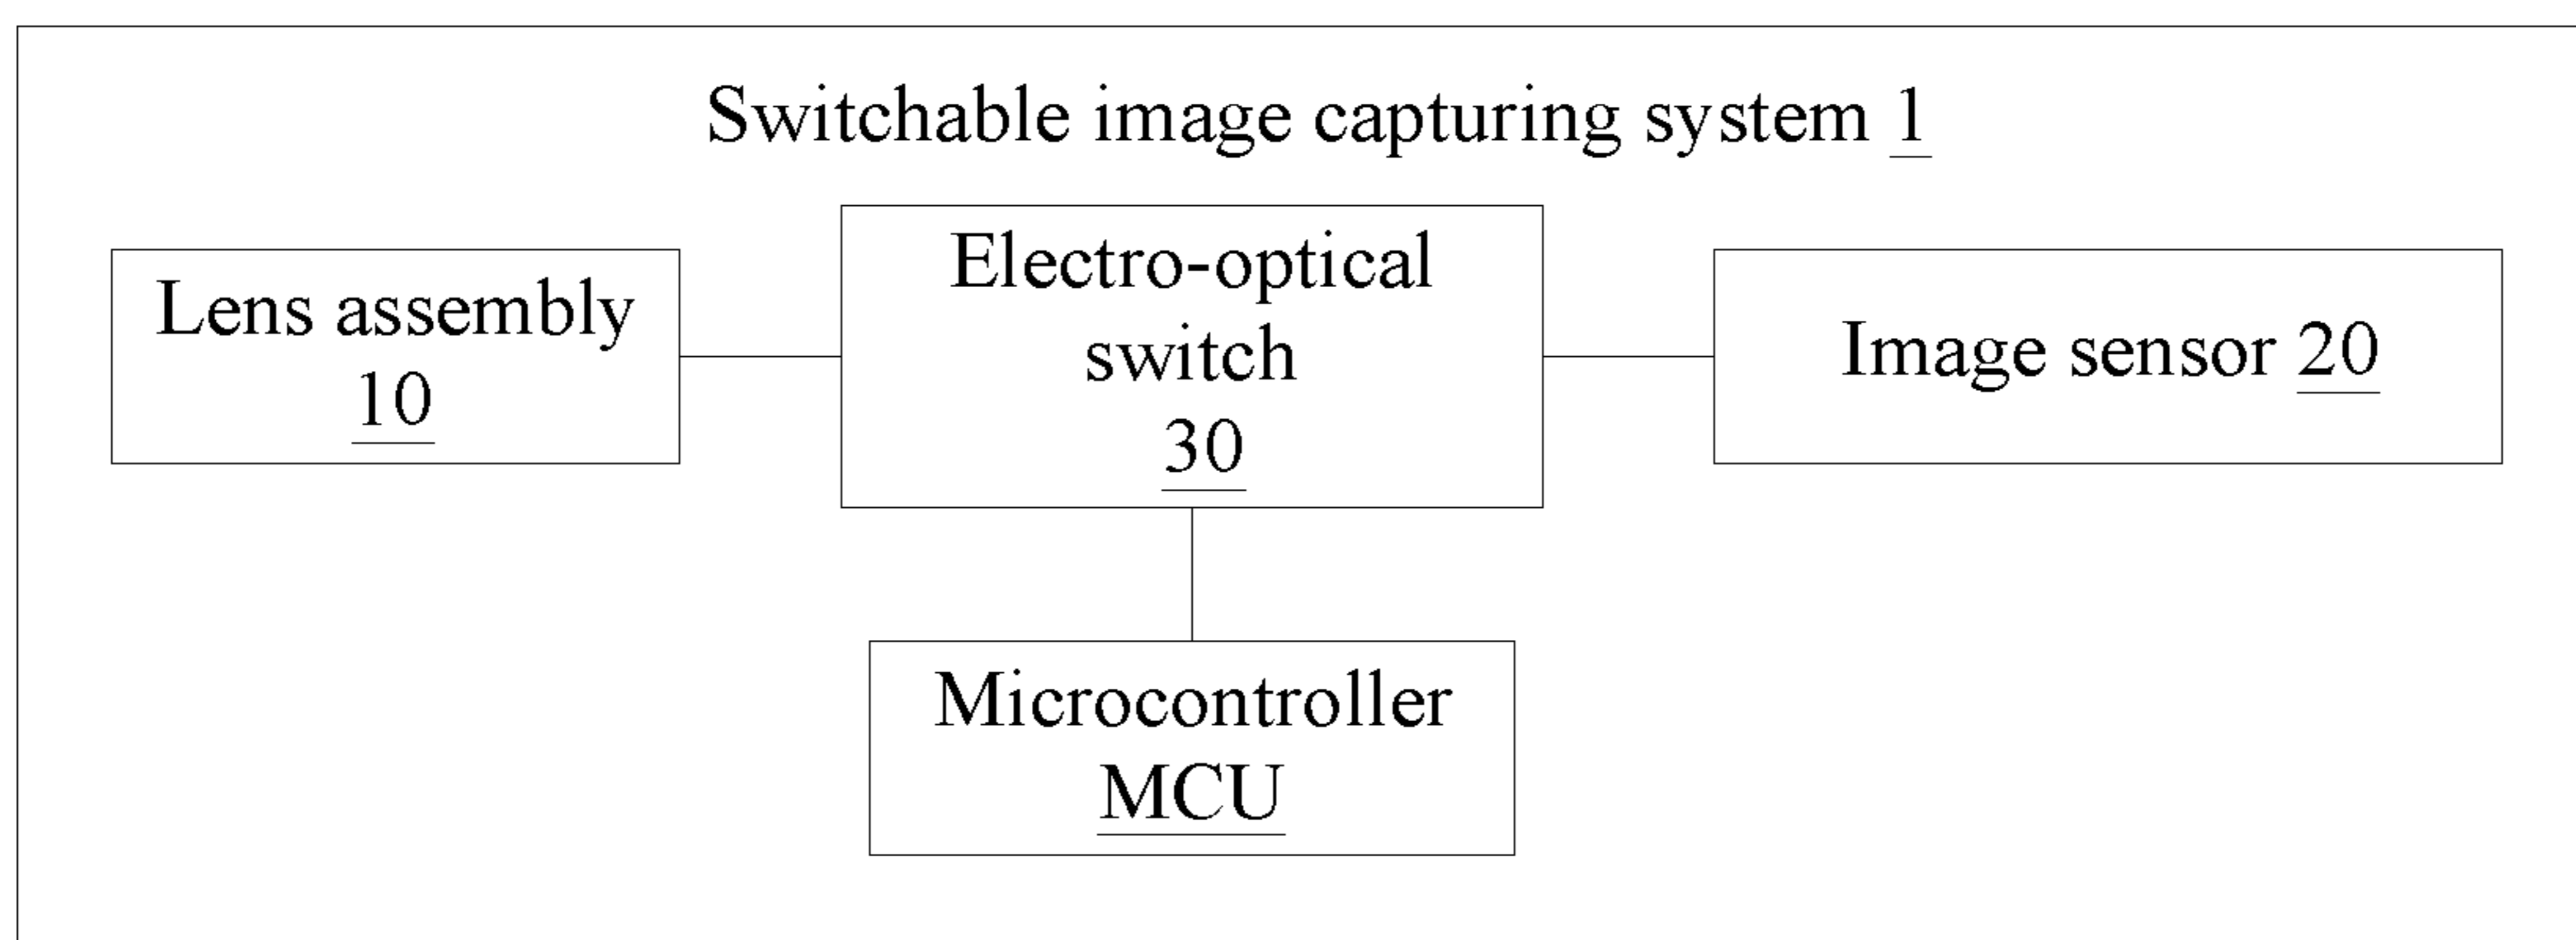 Switchable image capturing system 1
Lens assembly
10
Electro-optical
switch
30
Image sensor 20
Microcontroller
MCU